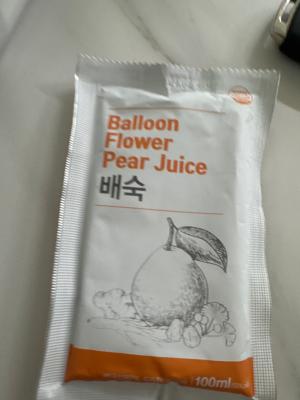 Balloon
Flower
Pear Juice
배숙
100ml